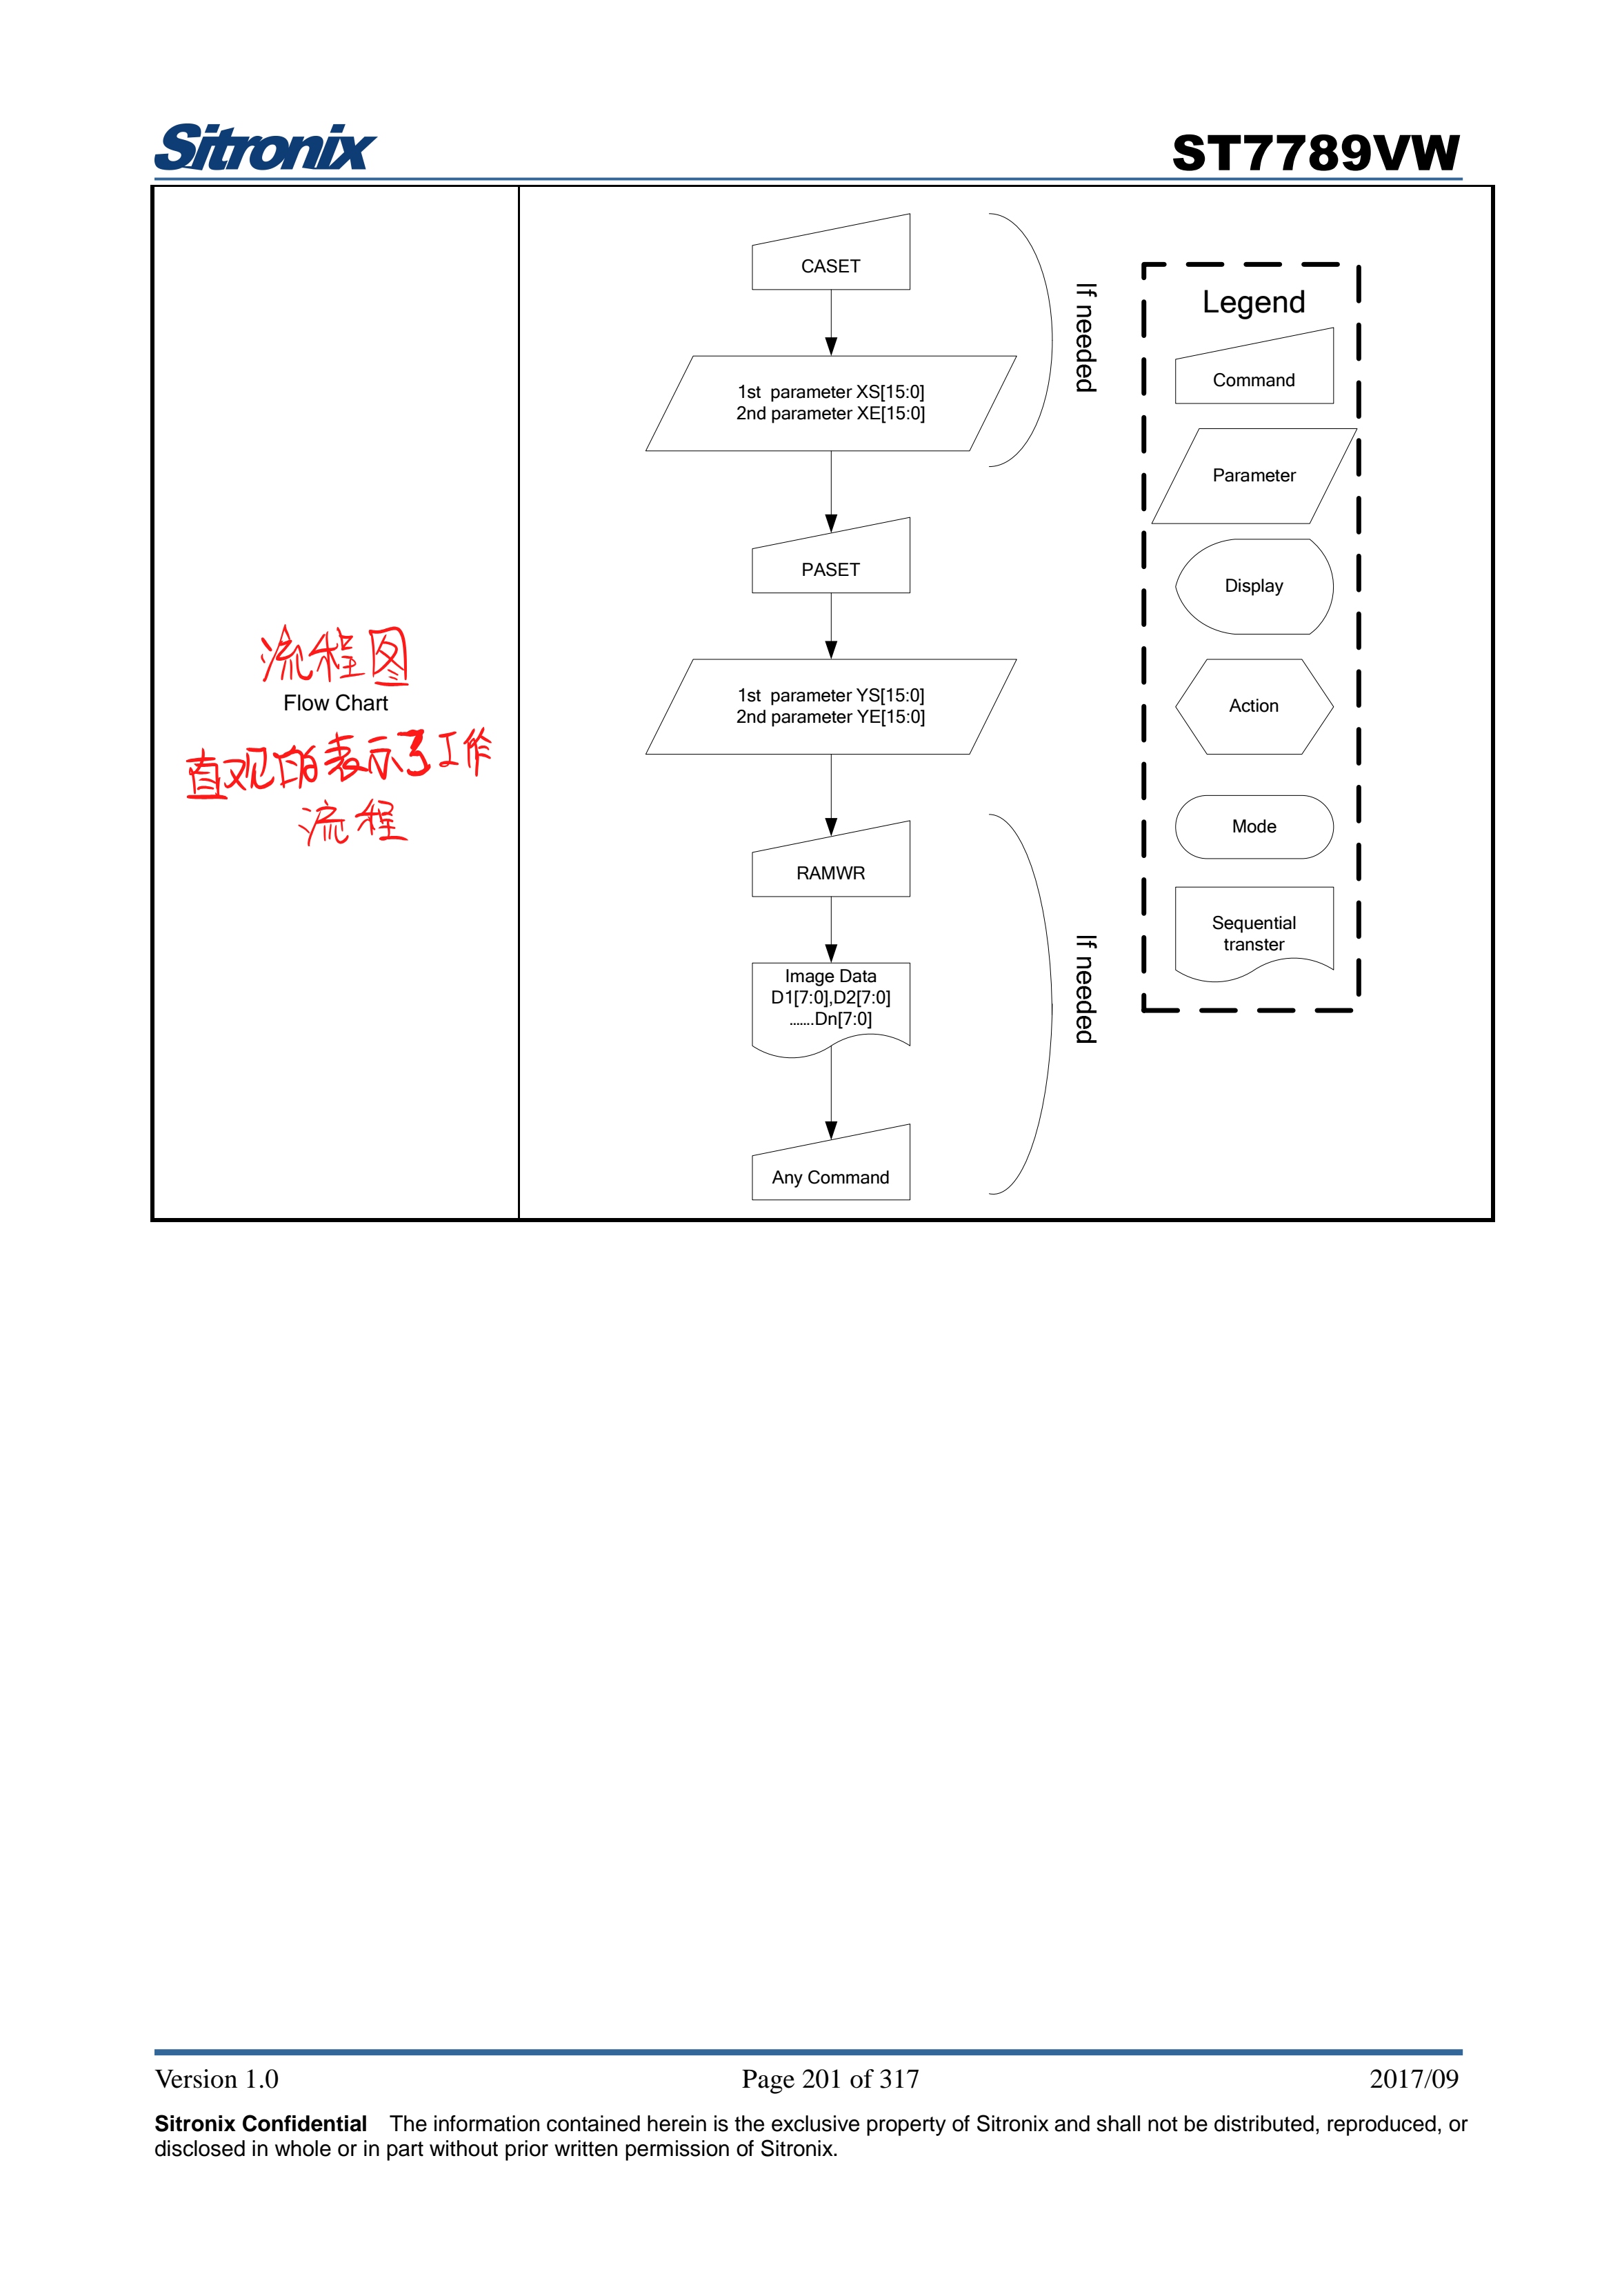 Sitronix
ST7789VW
流程图
Flow Chart
直观的表示了工作
流程
CASET
1st  parameter XS[15:0]
2nd parameter XE[15:0]
If needed
PASET
1st  parameter YS[15:0]
2nd parameter YE[15:0]
RAMWR
Image Data
D1[7:0],D2[7:0]
.......Dn[7:0]
Any Command
If needed
Legend
Command
Parameter
Display
Action
Mode
Sequential
transter
Version 1.0
Page 201 of 317
2017/09
Sitronix Confidential   The information contained herein is the exclusive property of Sitronix and shall not be distributed, reproduced, or
disclosed in whole or in part without prior written permission of Sitronix.